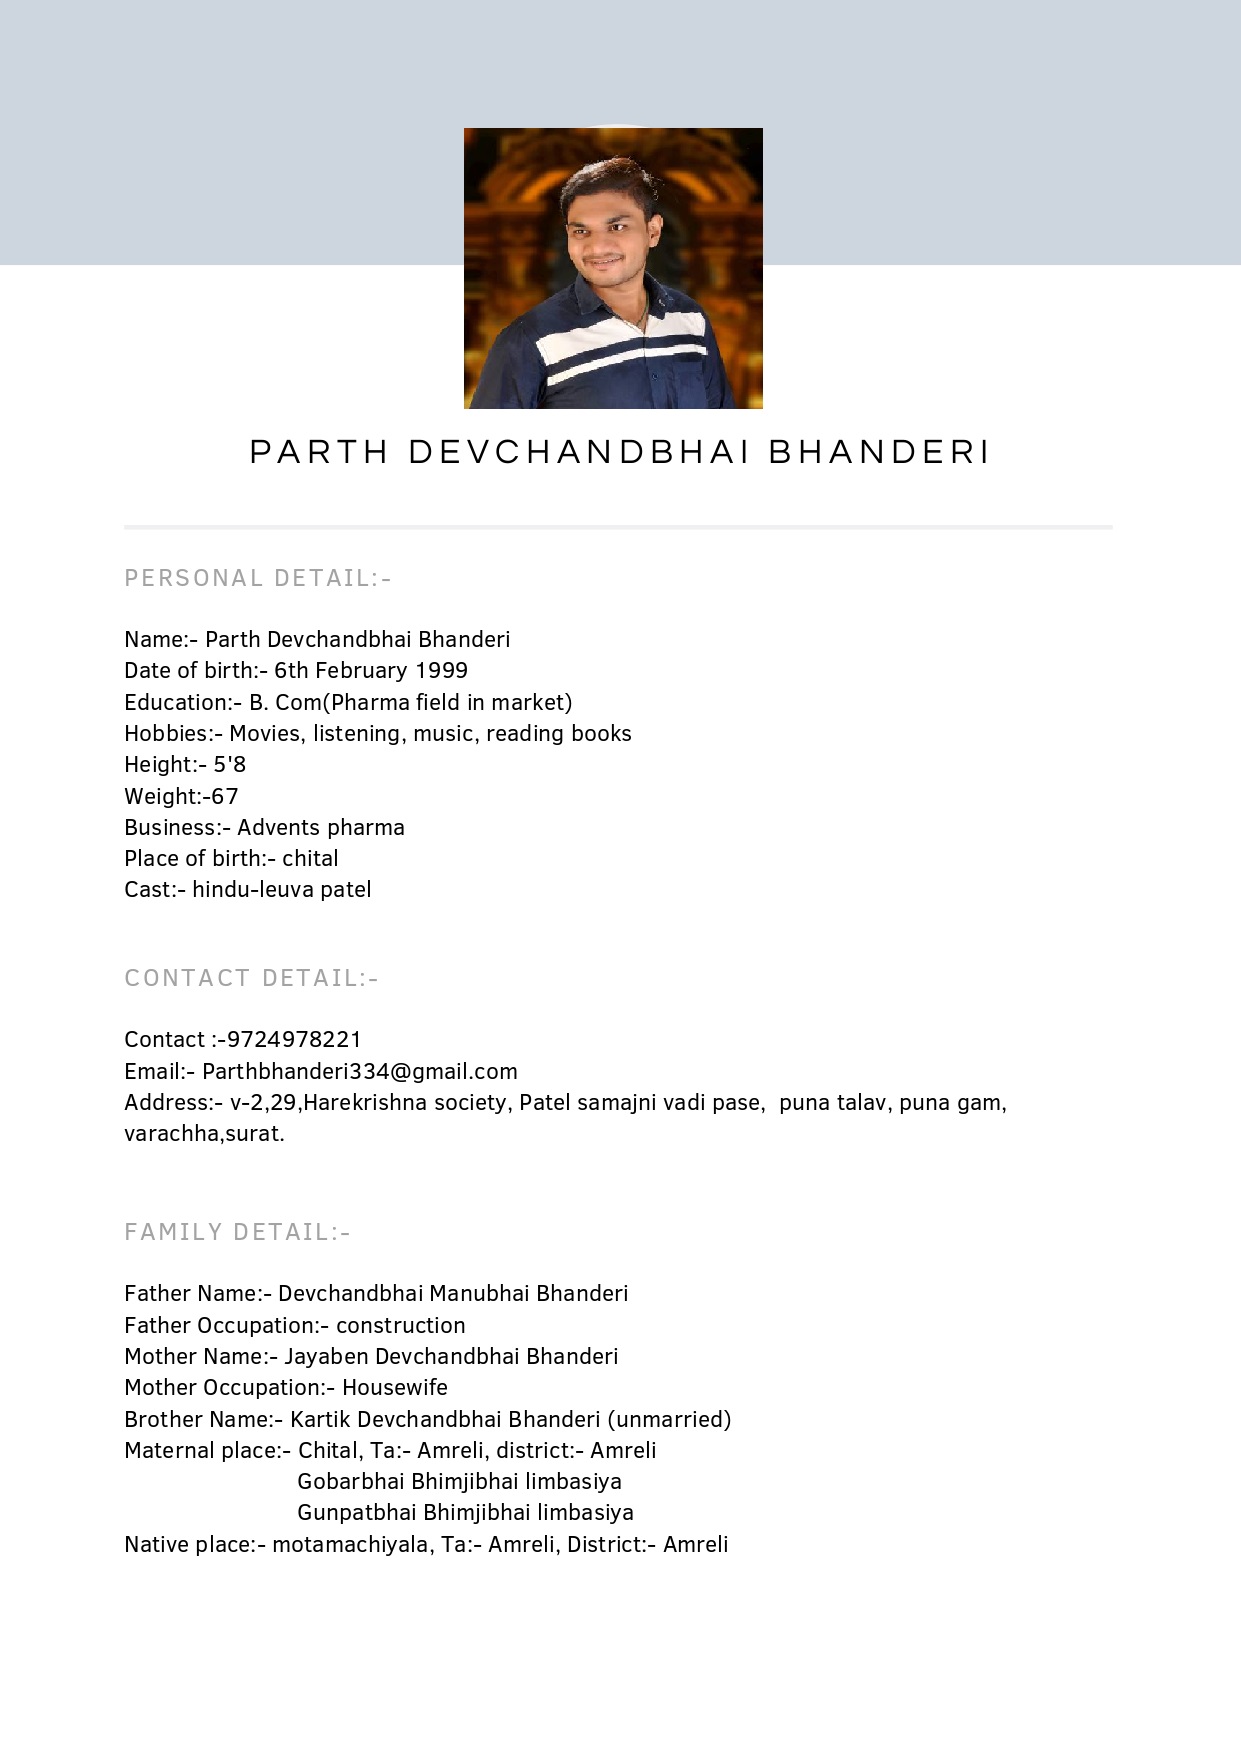 PARTH DEVCHANDBHAI BHANDERI
PERSONAL DETAIL:-
Name:- Parth Devchandbhai Bhanderi
Date of birth:- 6th February 1999
Education:- B. Com(Pharma field in market)
Hobbies:- Movies, listening, music, reading books
Height:- 5'8
Weight:-67
Business:- Advents pharma
Place of birth:- chital
Cast:- hindu-leuva patel
CONTACT DETAIL:-
Contact :-9724978221
Email:- Parthbhanderi334@gmail.com
Address:- v-2,29,Harekrishna society, Patel samajni vadi pase,  puna talav, puna gam,
varachha,surat.
FAMILY DETAIL:-
Father Name:- Devchandbhai Manubhai Bhanderi
Father Occupation:- construction
Mother Name:- Jayaben Devchandbhai Bhanderi
Mother Occupation:- Housewife
Brother Name:- Kartik Devchandbhai Bhanderi (unmarried)
Maternal place:- Chital, Ta:- Amreli, district:- Amreli
Gobarbhai Bhimjibhai limbasiya
Gunpatbhai Bhimjibhai limbasiya
Native place:- motamachiyala, Ta:- Amreli, District:- Amreli